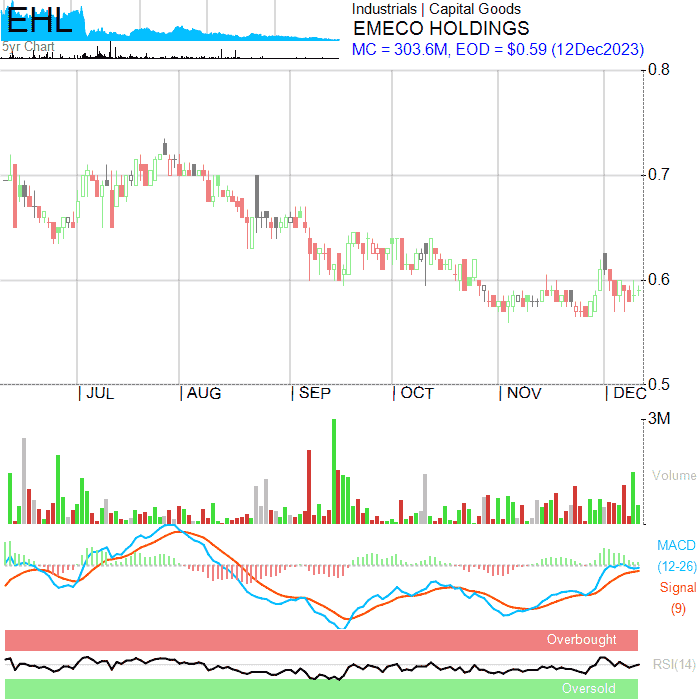 EHL
5yr Chart
Industrials | Capital Goods
EMECO HOLDINGS
MC = 303.6M, EOD = $0.59 (12Dec2023)
0.8
0.7
0.6
0.5
| JUL | AUG | SEP | OCT | NOV | DEC
3M
Volume
MACD
(12-26)
Signal
(9)
Overbought
RSI(14)
Oversold